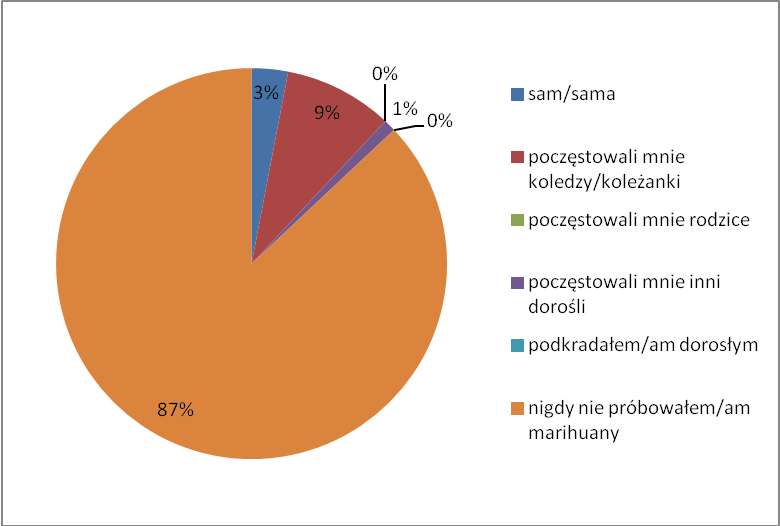 0%
3%
1%
0%
9%
87%
sam/sama
poczęstowali mnie
koledzy/koleżanki
poczęstowali mnie rodzice
poczęstowali mnie inni
dorośli
podkradałem/am dorosłym
nigdy nie próbowałem/am
marihuany